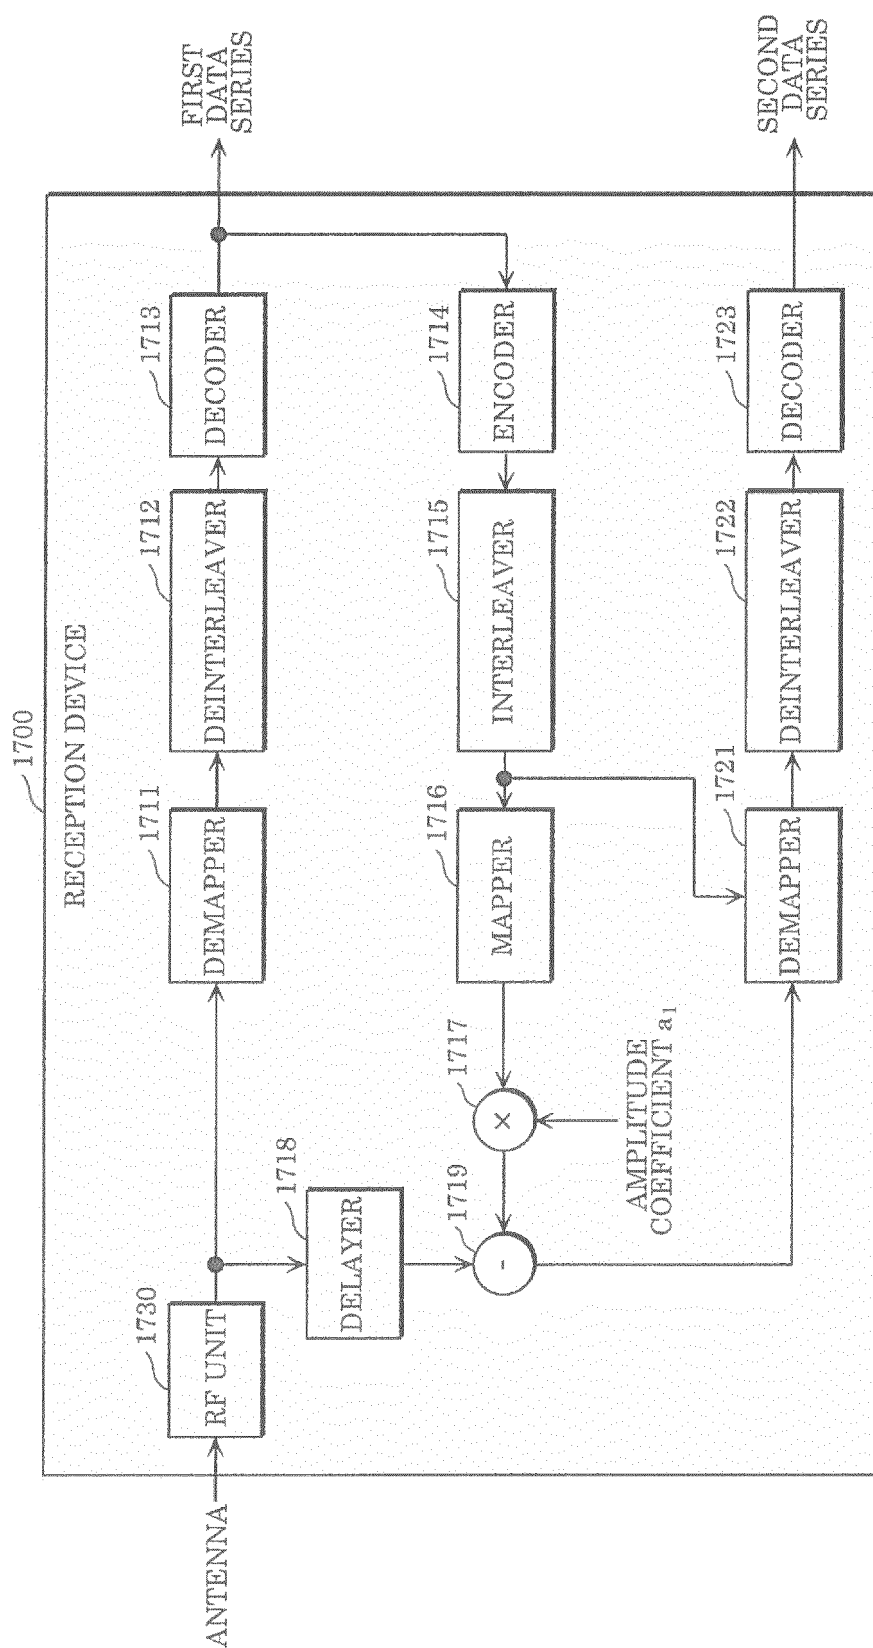 1700
RECEPTION DEVICE
ANTENNA
1730
RF UNIT
1711
DEMAPPER
1712
DEINTERLEAVER
1713
DECODER
FIRST
DATA
SERIES
1718
DELAYER
1719
-
1717
×
AMPLITUDE
COEFFICIENT a1
1716
MAPPER
1715
INTERLEAVER
1714
ENCODER
1721
DEMAPPER
1722
DEINTERLEAVER
1723
DECODER
SECOND
DATA
SERIES